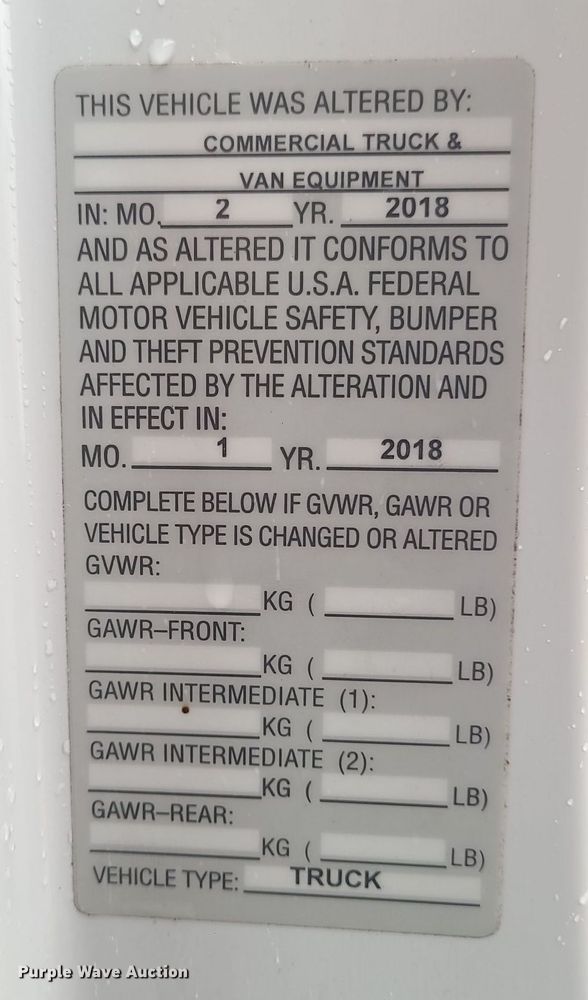 THIS VEHICLE WAS ALTERED BY:
COMMERCIAL TRUCK &
VAN EQUIPMENT
IN: MO. 2 YR. 2018
AND AS ALTERED IT CONFORMS TO
ALL APPLICABLE U.S.A. FEDERAL
MOTOR VEHICLE SAFETY, BUMPER
AND THEFT PREVENTION STANDARDS
AFFECTED BY THE ALTERATION AND
IN EFFECT IN:
MO. 1 YR. 2018
COMPLETE BELOW IF GVWR, GAWR OR
VEHICLE TYPE IS CHANGED OR ALTERED
GVWR:
KG ( LB)
GAWR–FRONT:
KG ( LB)
GAWR INTERMEDIATE (1):
KG ( LB)
GAWR INTERMEDIATE (2):
KG ( LB)
GAWR–REAR:
KG ( LB)
VEHICLE TYPE: TRUCK
Purple Wave Auction